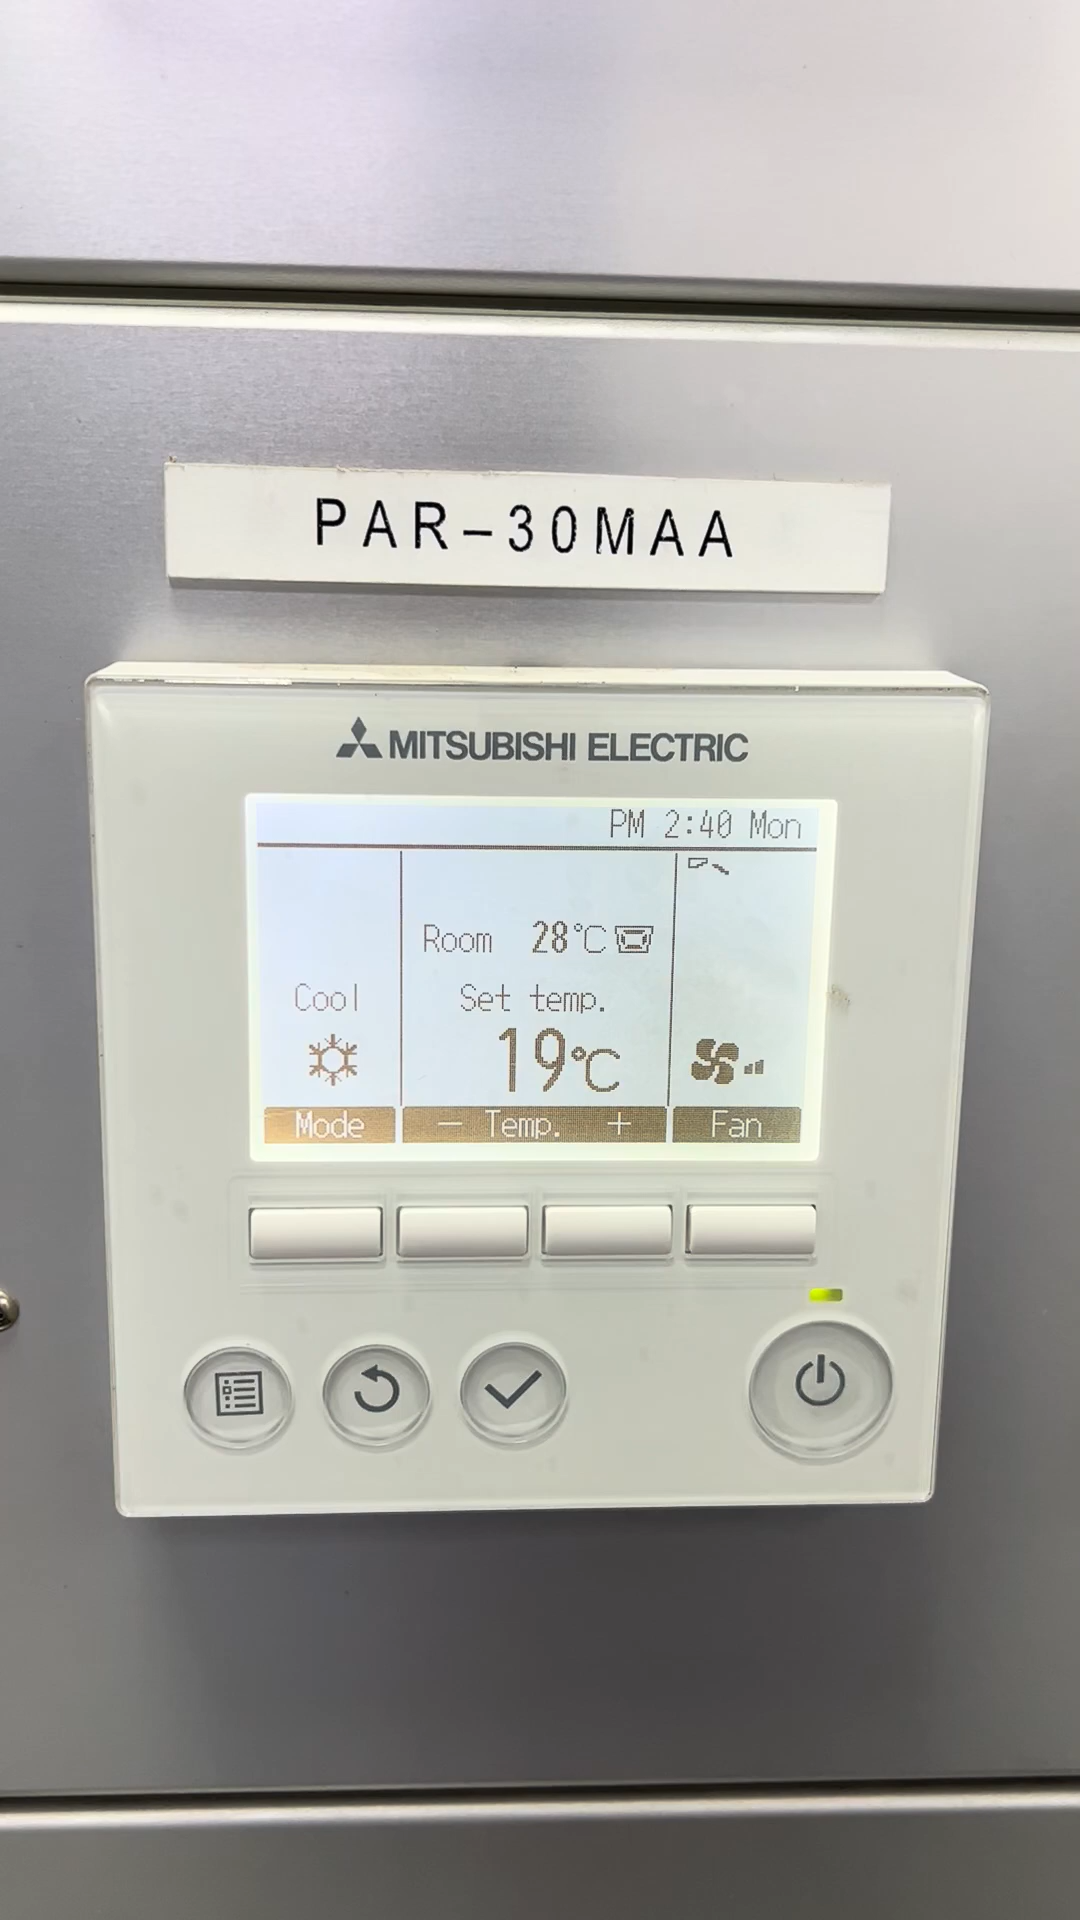 PAR-30MAA
MITSUBISHI ELECTRIC
PM 2:40 Mon
Room 28°C
Cool
Set temp.
19°C
Mode
− Temp. +
Fan